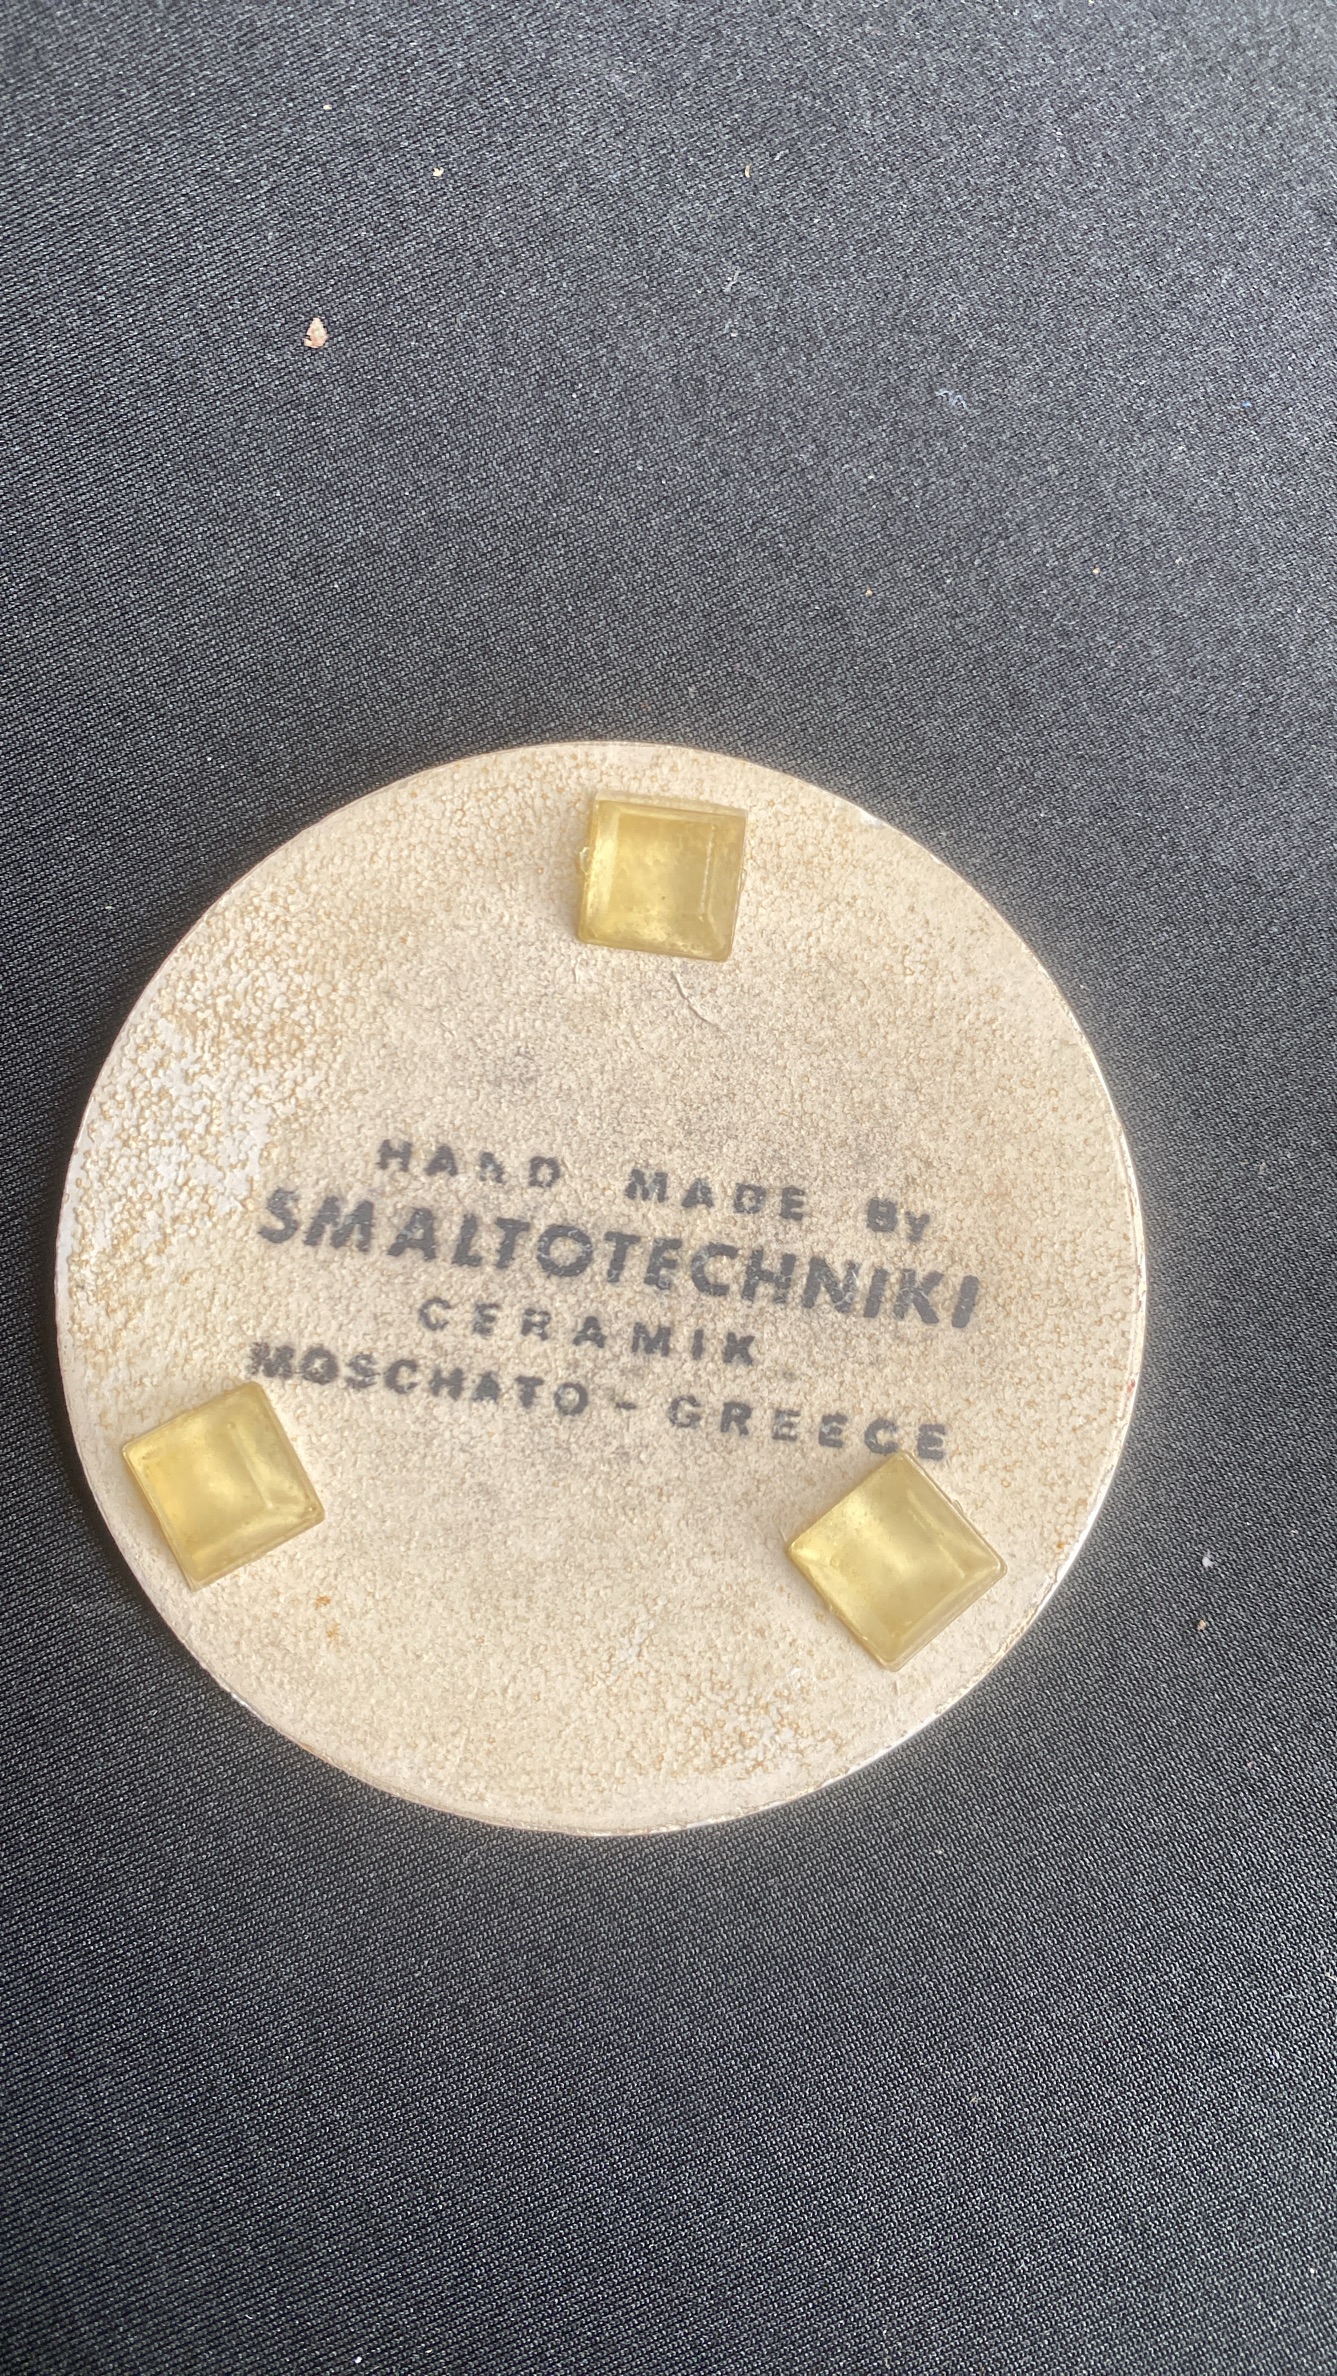 HAND MADE By
SMALTOTECHNIKI
CERAMIK
MOSCHATO - GREECE